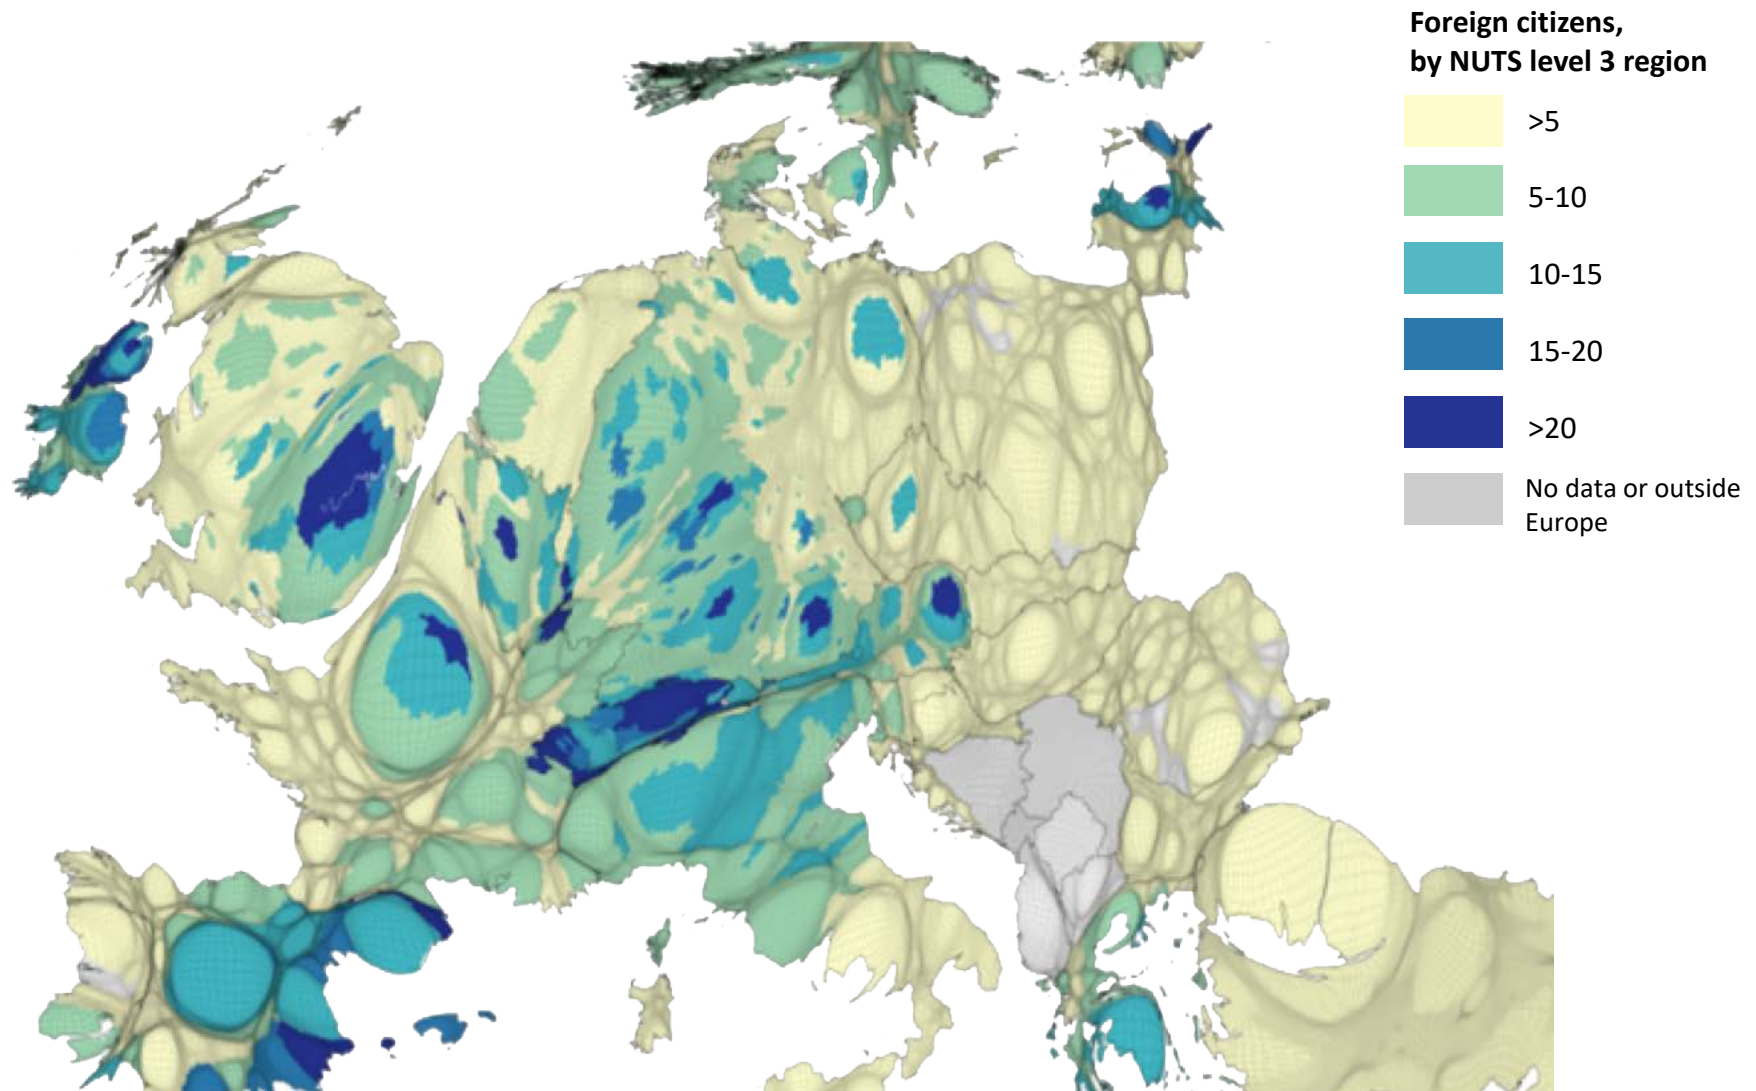 Foreign citizens,
by NUTS level 3 region
>5
5-10
10-15
15-20
>20
No data or outside
Europe